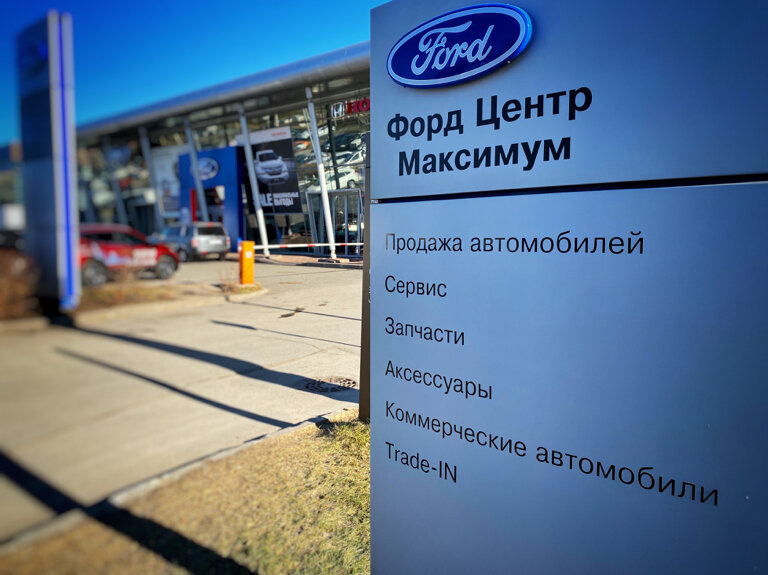 Ford
Форд Центр
Максимум
Продажа автомобилей
Сервис
Запчасти
Аксессуары
Коммерческие автомобили
Trade-IN